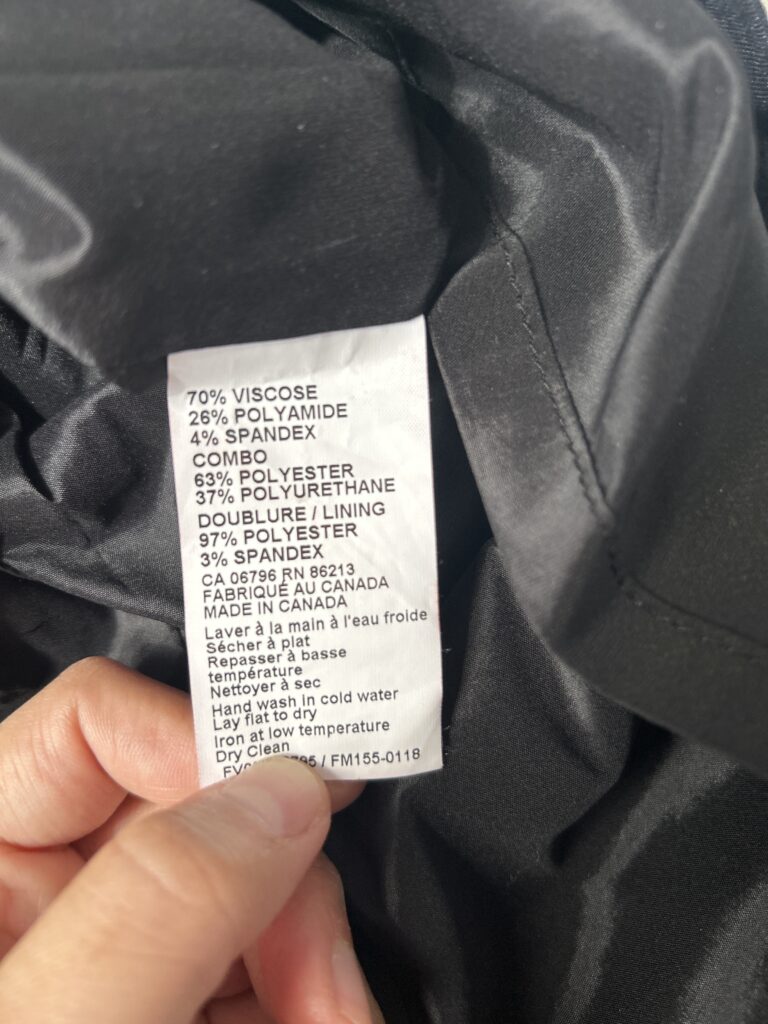 70% VISCOSE
26% POLYAMIDE
4% SPANDEX
COMBO
63% POLYESTER
37% POLYURETHANE
DOUBLURE / LINING
97% POLYESTER
3% SPANDEX
CA 06796 RN 86213
FABRIQUÉ AU CANADA
MADE IN CANADA
Laver à la main à l'eau froide
Sécher à plat
Repasser à basse
température
Nettoyer à sec
Hand wash in cold water
Lay flat to dry
Iron at low temperature
Dry Clean
/ FM155-0118